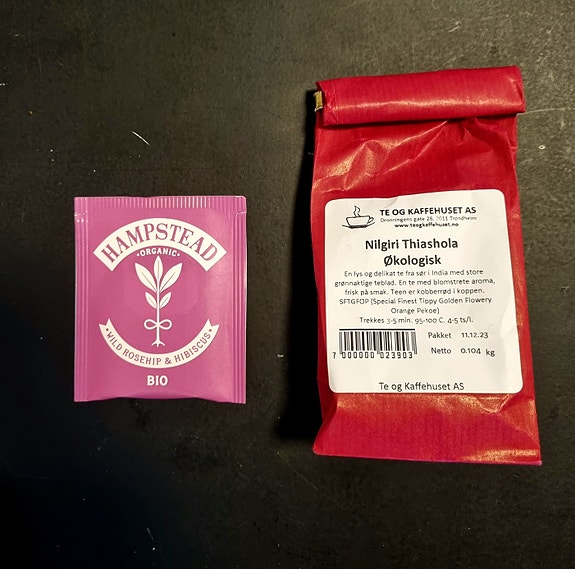 HAMPSTEAD
•ORGANIC•
•WILD ROSEHIP & HIBISCUS•
BIO
TE OG KAFFEHUSET AS
Dronningens gate 28, 7011 Trondheim
www.teogkaffehuset.no
Nilgiri Thiashola
Økologisk
En lys og delikat te fra sør i India med store
grønnaktige teblad. En te med blomstrete aroma,
frisk på smak. Teen er kobberrød i koppen.
SFTGFOP (Special Finest Tippy Golden Flowery
Orange Pekoe)
Trekkes 3-5 min. 95-100 C. 4-5 ts/l.
Pakket 11.12.23
7 000000 023903
Netto 0.104 kg
Te og Kaffehuset AS